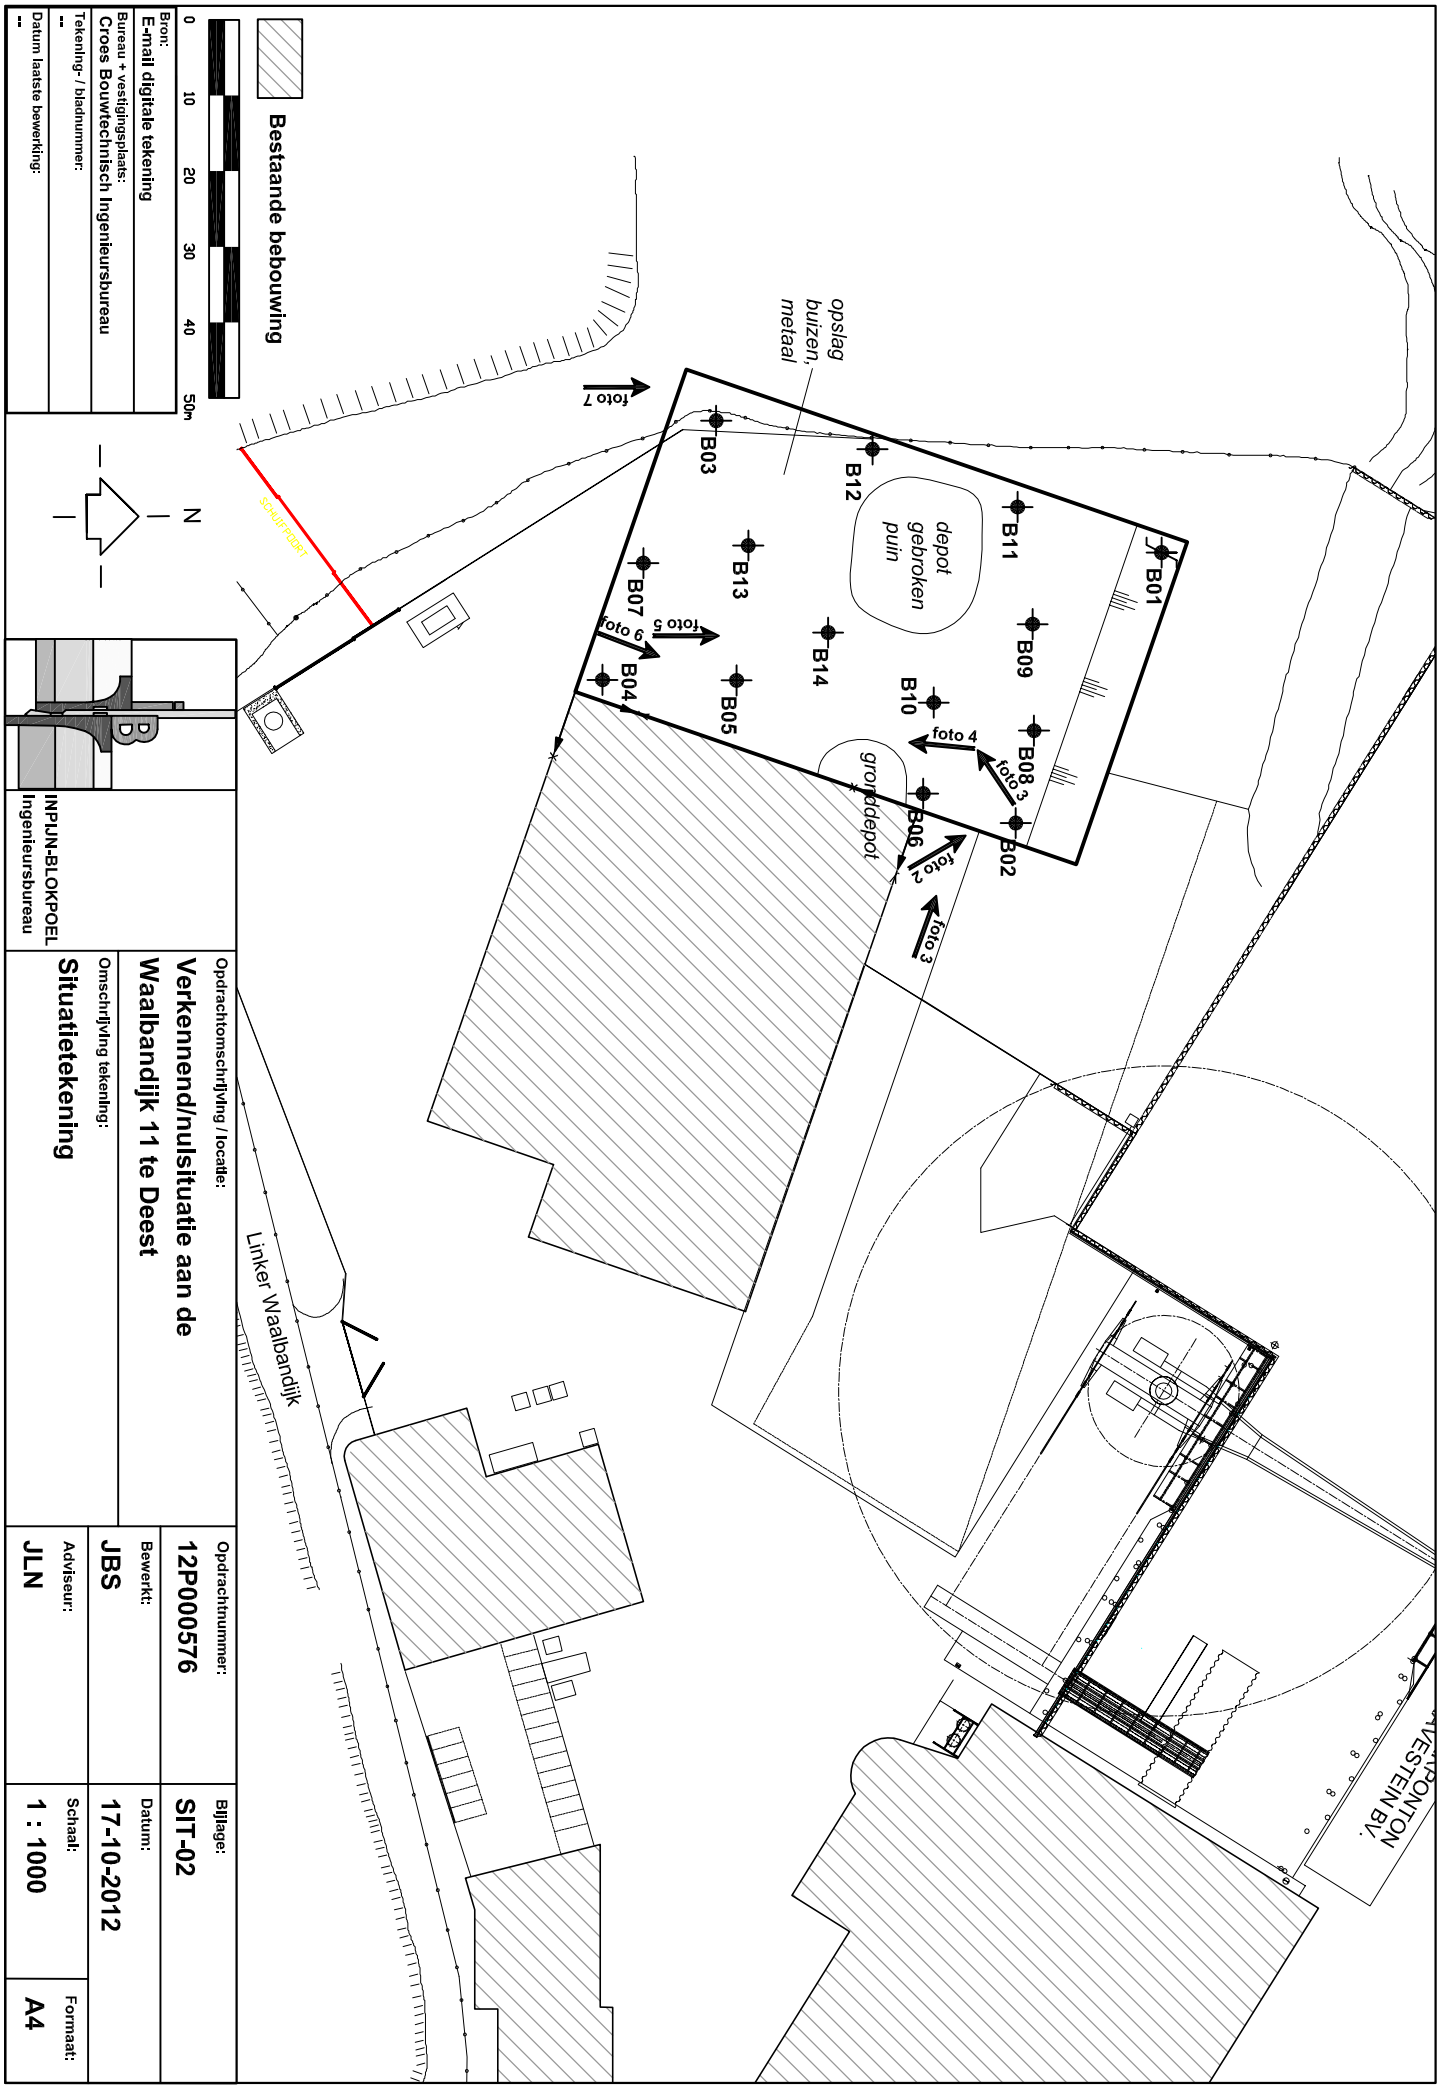 B01
B11
B09
B08
B02
B12
depot
gebroken
puin
opslag
buizen,
metaal
B10
foto 4
foto 3
B06
foto 2
foto 3
gronddepot
B14
B03
B13
B05
foto 7
B07
foto 5
foto 6
B04
SCHUIFPOORT
VESTEIN BV.
Linker Waalbandijk
Bestaande bebouwing
0 10 20 30 40 50m
N
Bron:
E-mail digitale tekening
Bureau + vestigingsplaats:
Croes Bouwtechnisch Ingenieursbureau
Tekening- / bladnummer:
--
Datum laatste bewerking:
--
INPIJN-BLOKPOEL
Ingenieursbureau
Opdrachtomschrijving / locatie:
Verkennend/nulsituatie aan de
Waalbandijk 11 te Deest
Omschrijving tekening:
Situatietekening
Opdrachtnummer:
12P000576
Bijlage:
SIT-02
Bewerkt:
JBS
Datum:
17-10-2012
Adviseur:
JLN
Schaal:
1 : 1000
Formaat:
A4